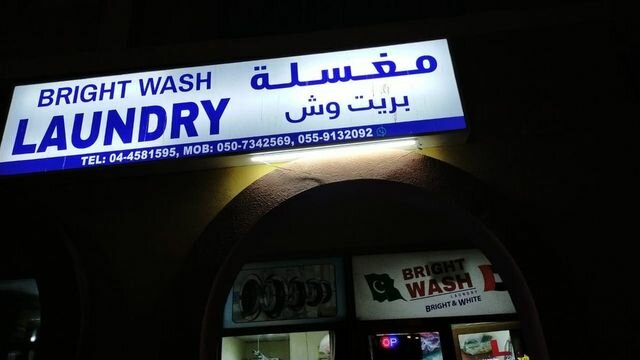 BRIGHT WASH
LAUNDRY
مغسلة
بريت وش
TEL: 04-4581595, MOB: 050-7342569, 055-9132092
BRIGHT
WASH
LAUNDRY
BRIGHT & WHITE
OP